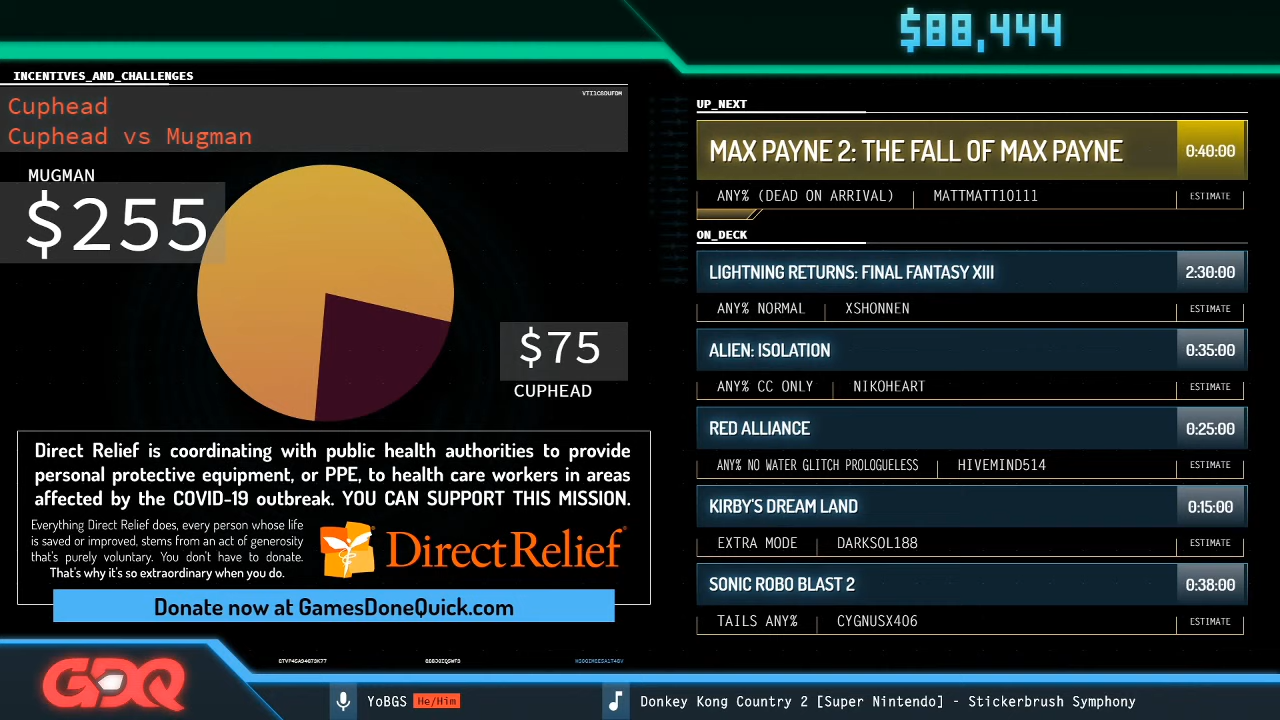 $88,444
INCENTIVES_AND_CHALLENGES
Cuphead
Cuphead vs Mugman
MUGMAN
$255
$75
CUPHEAD
Direct Relief is coordinating with public health authorities to provide
personal protective equipment, or PPE, to health care workers in areas
affected by the COVID-19 outbreak. YOU CAN SUPPORT THIS MISSION.
Everything Direct Relief does, every person whose life
is saved or improved, stems from an act of generosity
that's purely voluntary. You don't have to donate.
That's why it's so extraordinary when you do.
DirectRelief
Donate now at GamesDoneQuick.com
UP_NEXT
MAX PAYNE 2: THE FALL OF MAX PAYNE 0:40:00
ANY% (DEAD ON ARRIVAL) MATTMATT10111 ESTIMATE
ON_DECK
LIGHTNING RETURNS: FINAL FANTASY XIII 2:30:00
ANY% NORMAL XSHONNEN ESTIMATE
ALIEN: ISOLATION 0:35:00
ANY% CC ONLY NIKOHEART ESTIMATE
RED ALLIANCE 0:25:00
ANY% NO WATER GLITCH PROLOGUELESS HIVEMIND514 ESTIMATE
KIRBY'S DREAM LAND 0:15:00
EXTRA MODE DARKSOL188 ESTIMATE
SONIC ROBO BLAST 2 0:38:00
TAILS ANY% CYGNUSX406 ESTIMATE
GDQ
YoBGS He/Him
Donkey Kong Country 2 [Super Nintendo] - Stickerbrush Symphony